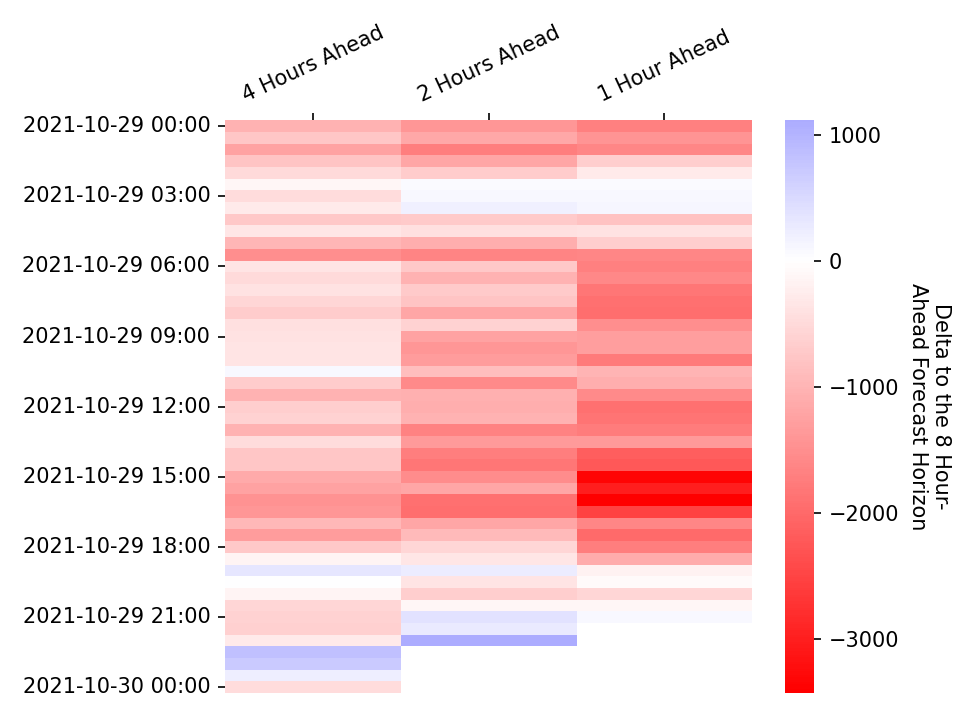 4 Hours Ahead
2 Hours Ahead
1 Hour Ahead
2021-10-29 00:00
2021-10-29 03:00
2021-10-29 06:00
2021-10-29 09:00
2021-10-29 12:00
2021-10-29 15:00
2021-10-29 18:00
2021-10-29 21:00
2021-10-30 00:00
1000
0
−1000
−2000
−3000
Delta to the 8 Hour-
Ahead Forecast Horizon